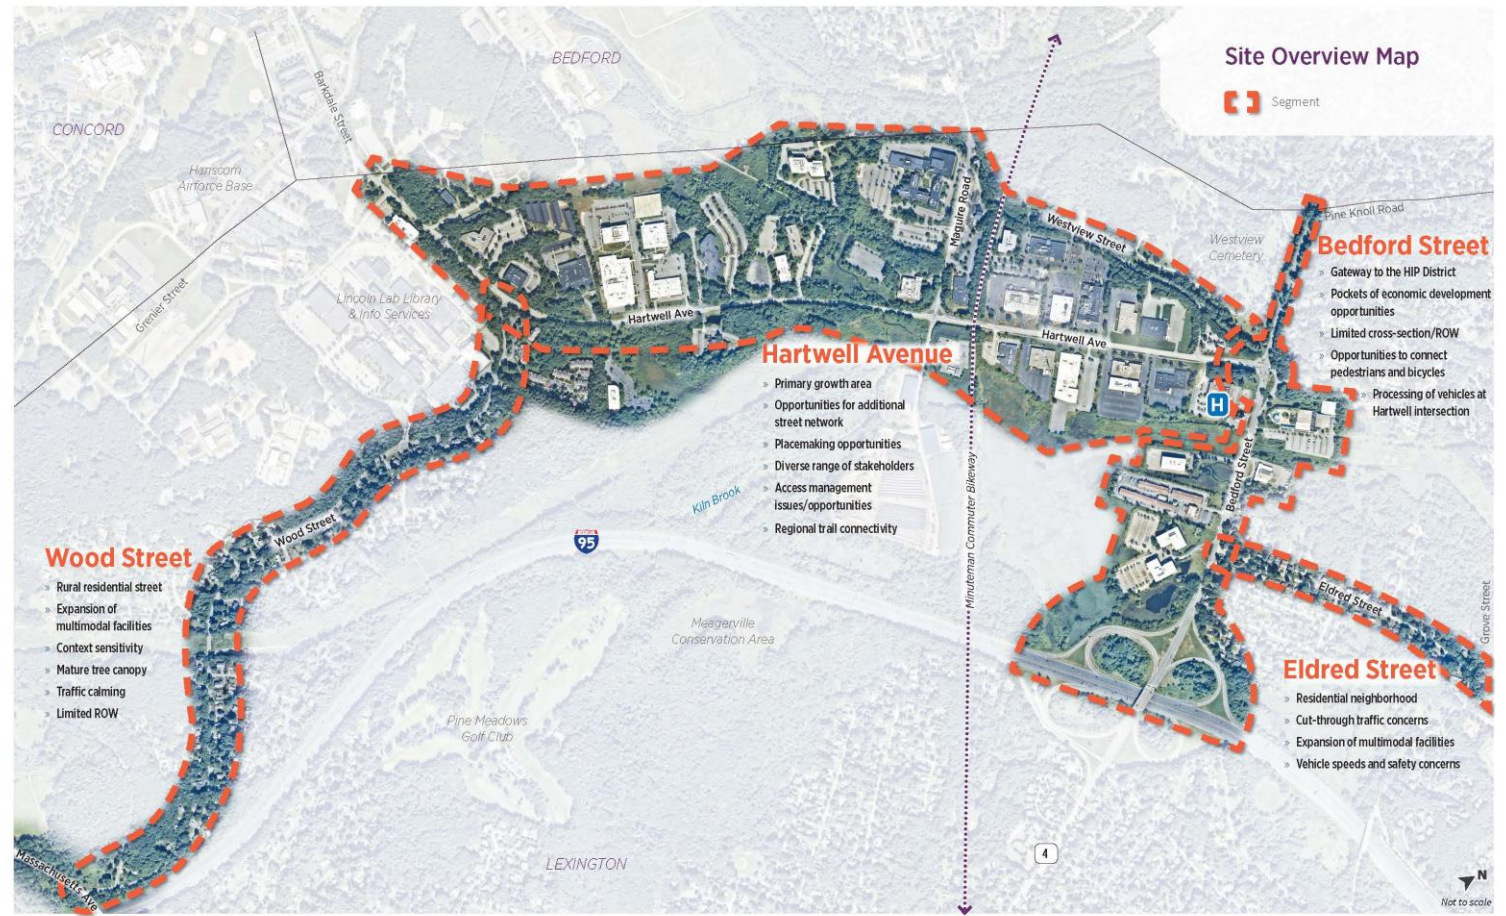 Site Overview Map
Segment
BEDFORD
CONCORD
Barksdale Street
Hanscom
Airforce Base
Grenier Street
Lincoln Lab Library
& Info Services
Hartwell Ave
Maguire Road
Westview Street
Westview
Cemetery
Pine Knoll Road
Hartwell Ave
Bedford Street
» Gateway to the HIP District
» Pockets of economic development
opportunities
» Limited cross-section/ROW
» Opportunities to connect
pedestrians and bicycles
» Processing of vehicles at
Hartwell intersection
H
Bedford Street
Hartwell Avenue
» Primary growth area
» Opportunities for additional
street network
» Placemaking opportunities
» Diverse range of stakeholders
» Access management
issues/opportunities
» Regional trail connectivity
Kiln Brook
Minuteman Commuter Bikeway
95
Wood Street
Wood Street
» Rural residential street
» Expansion of
multimodal facilities
» Context sensitivity
» Mature tree canopy
» Traffic calming
» Limited ROW
Meagerville
Conservation Area
Pine Meadows
Golf Club
Eldred Street
Grove Street
Eldred Street
» Residential neighborhood
» Cut-through traffic concerns
» Expansion of multimodal facilities
» Vehicle speeds and safety concerns
Massachusetts Ave
LEXINGTON
4
N
Not to scale